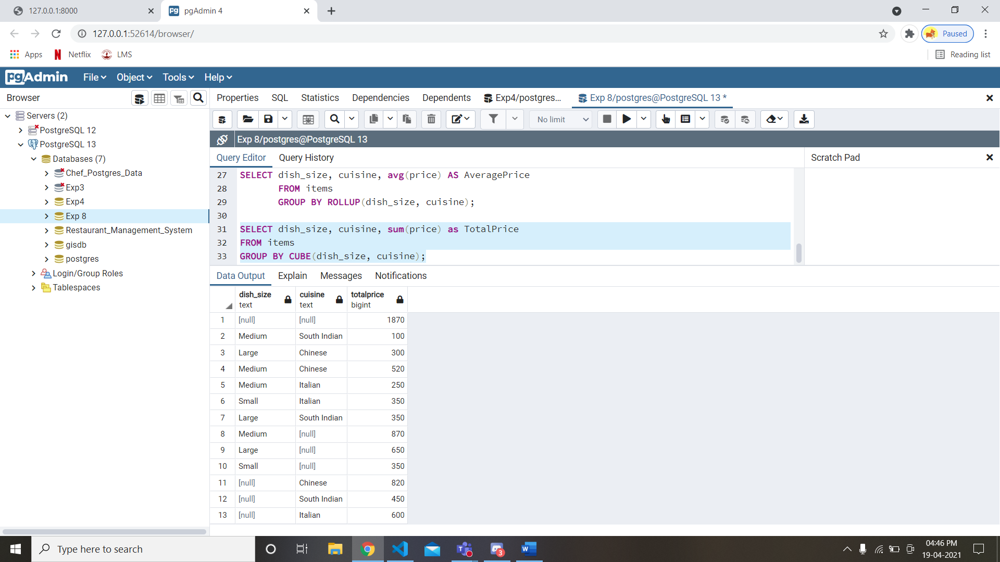 127.0.0.1:8000
pgAdmin 4
127.0.0.1:52614/browser/
Paused
Apps
Netflix
LMS
Reading list
pgAdmin
File
Object
Tools
Help
Browser
Properties
SQL
Statistics
Dependencies
Dependents
Exp4/postgres...
Exp 8/postgres@PostgreSQL 13 *
Servers (2)
PostgreSQL 12
PostgreSQL 13
Databases (7)
Chef_Postgres_Data
Exp3
Exp4
Exp 8
Restaurant_Management_System
gisdb
postgres
Login/Group Roles
Tablespaces
No limit
Exp 8/postgres@PostgreSQL 13
Query Editor
Query History
Scratch Pad
27 SELECT dish_size, cuisine, avg(price) AS AveragePrice
28 FROM items
29 GROUP BY ROLLUP(dish_size, cuisine);
30
31 SELECT dish_size, cuisine, sum(price) as TotalPrice
32 FROM items
33 GROUP BY CUBE(dish_size, cuisine);
Data Output
Explain
Messages
Notifications
dish_size cuisine totalprice
text text bigint
1 [null] [null] 1870
2 Medium South Indian 100
3 Large Chinese 300
4 Medium Chinese 520
5 Medium Italian 250
6 Small Italian 350
7 Large South Indian 350
8 Medium [null] 870
9 Large [null] 650
10 Small [null] 350
11 [null] Chinese 820
12 [null] South Indian 450
13 [null] Italian 600
Type here to search
3
04:46 PM
19-04-2021